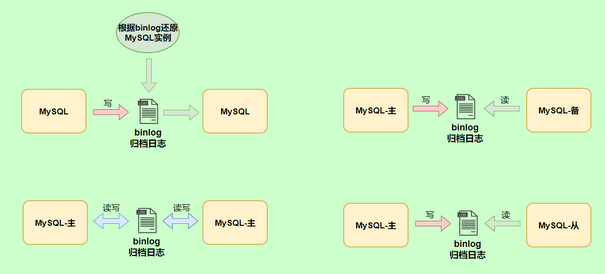 根据binlog还原
MySQL实例
MySQL
写
binlog
归档日志
MySQL
MySQL-主
写
binlog
归档日志
读
MySQL-备
MySQL-主
读写
binlog
归档日志
读写
MySQL-主
MySQL-主
写
binlog
归档日志
读
MySQL-从